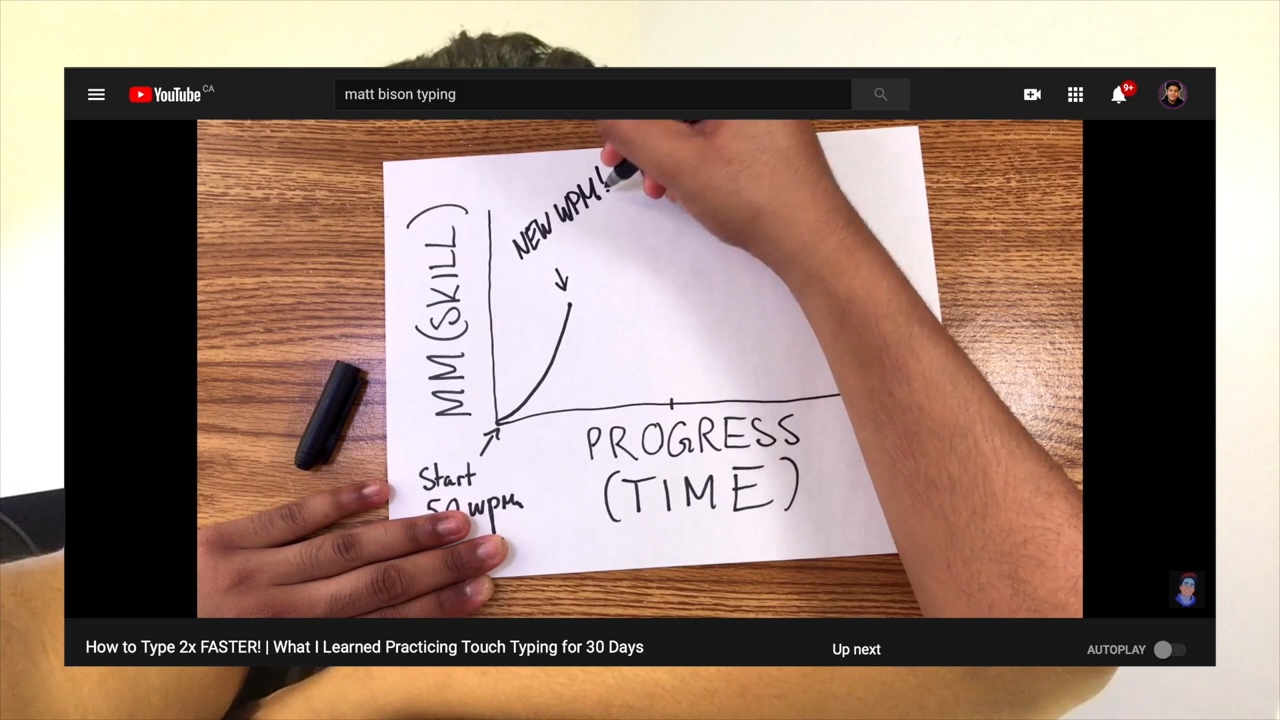 YouTube CA
matt bison typing
9+
NEW WPM!
MM (SKILL)
PROGRESS
(TIME)
Start
50 wpm
How to Type 2x FASTER! | What I Learned Practicing Touch Typing for 30 Days
Up next
AUTOPLAY